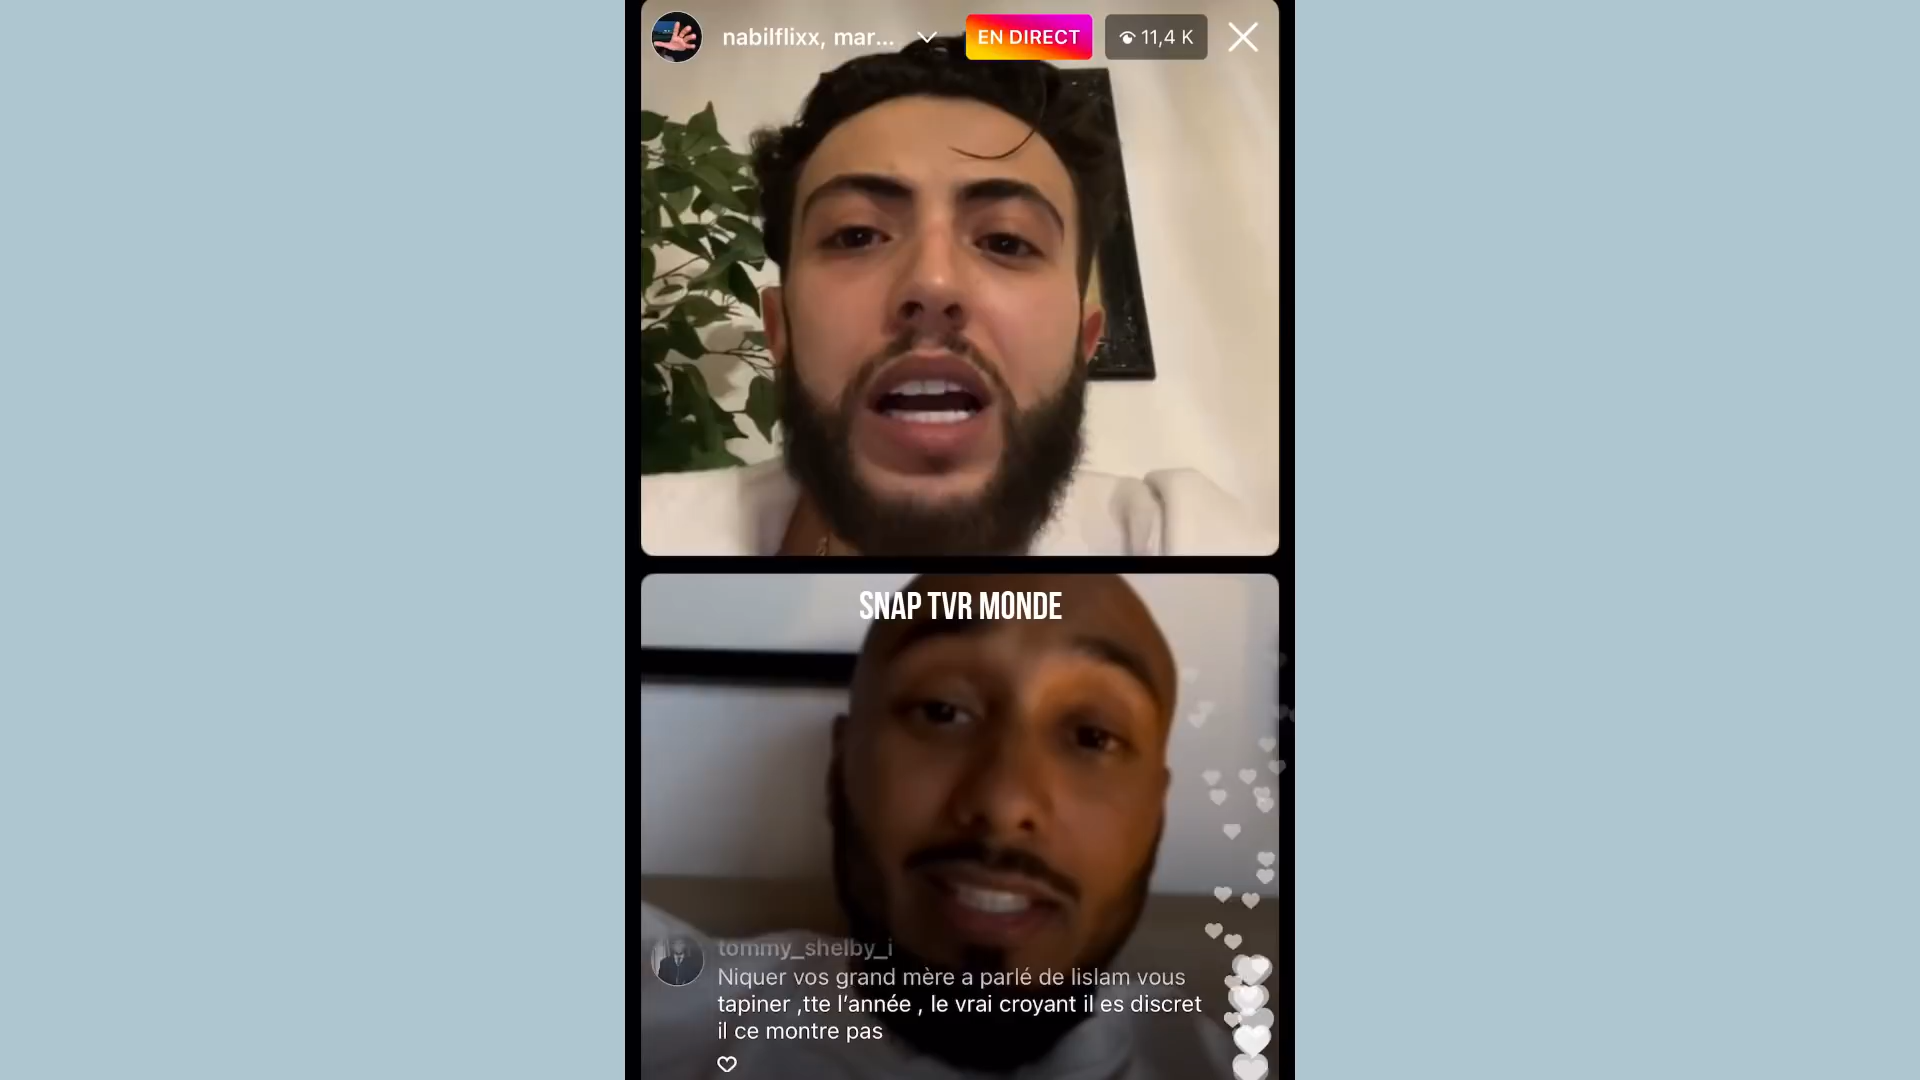 nabilflixx, mar...
EN DIRECT
11,4 K
SNAP TVR MONDE
tommy_shelby_i
Niquer vos grand mère a parlé de lislam vous
tapiner ,tte l’année , le vrai croyant il es discret
il ce montre pas